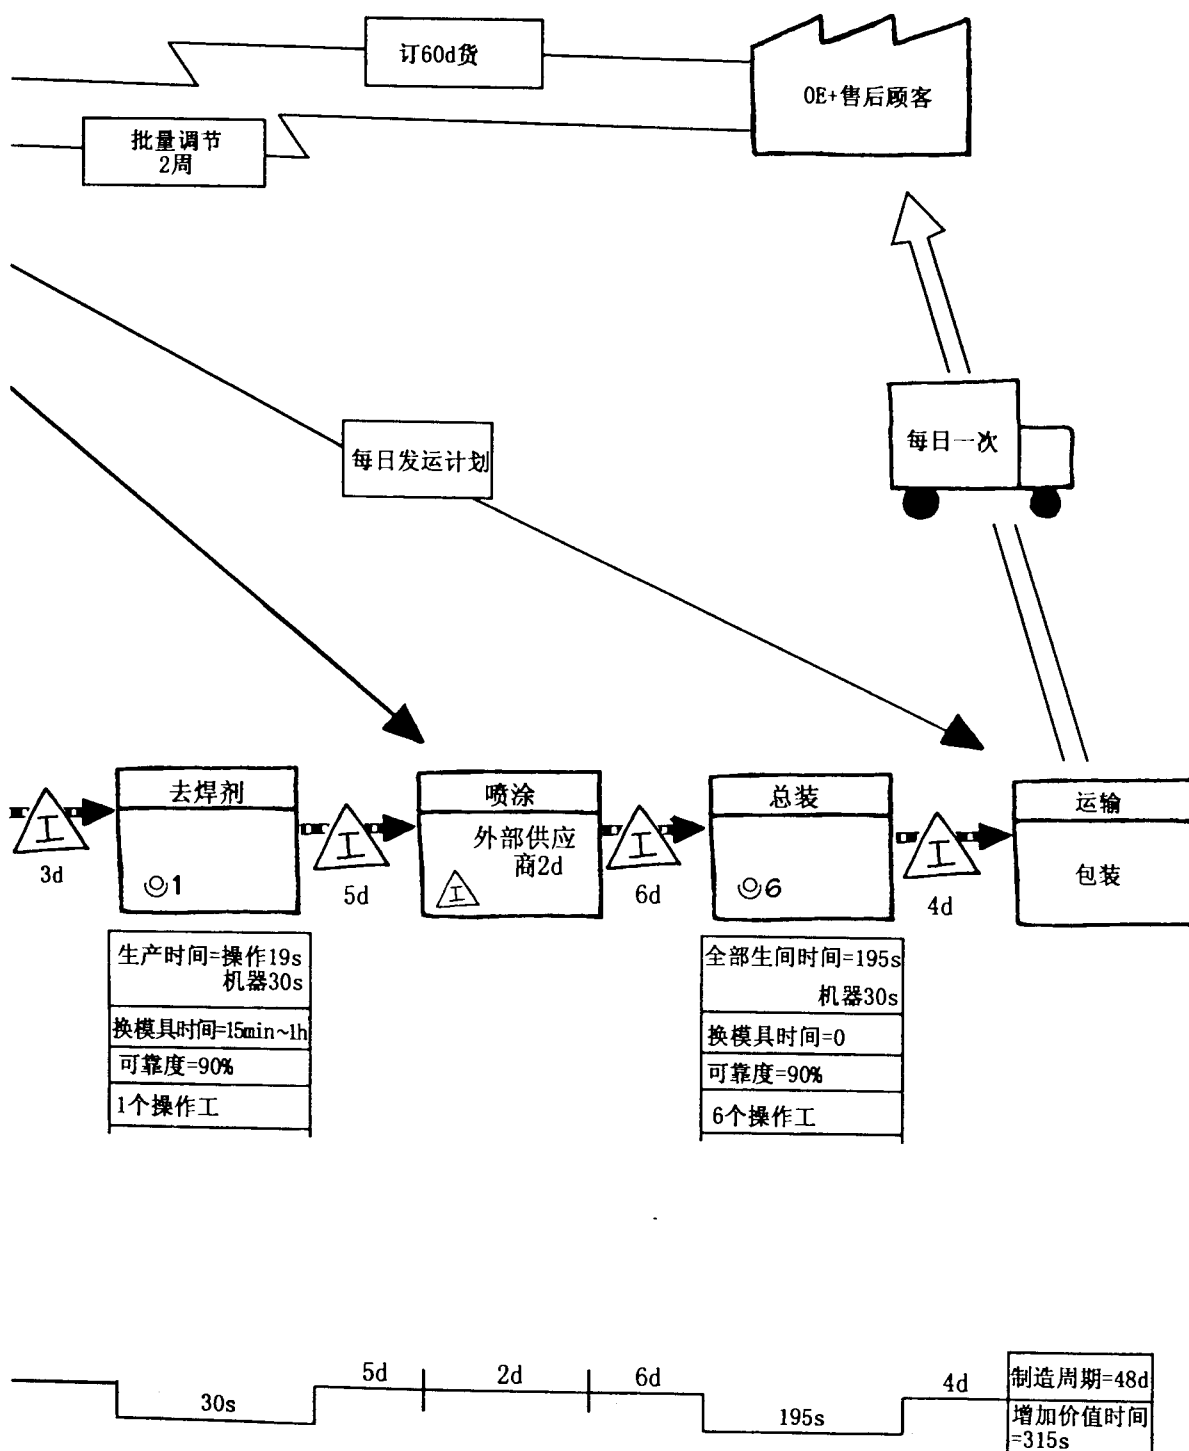 订60d货
OE+售后顾客
批量调节
2周
每日一次
每日发运计划
去焊剂
喷涂
总装
运输
外部供应
商2d
包装
工
工
工
工
工
1
6
3d
5d
6d
4d
生产时间=操作19s
机器30s
换模具时间=15min~1h
可靠度=90%
1个操作工
全部生间时间=195s
机器30s
换模具时间=0
可靠度=90%
6个操作工
5d
2d
6d
4d
30s
195s
制造周期=48d
增加价值时间
=315s